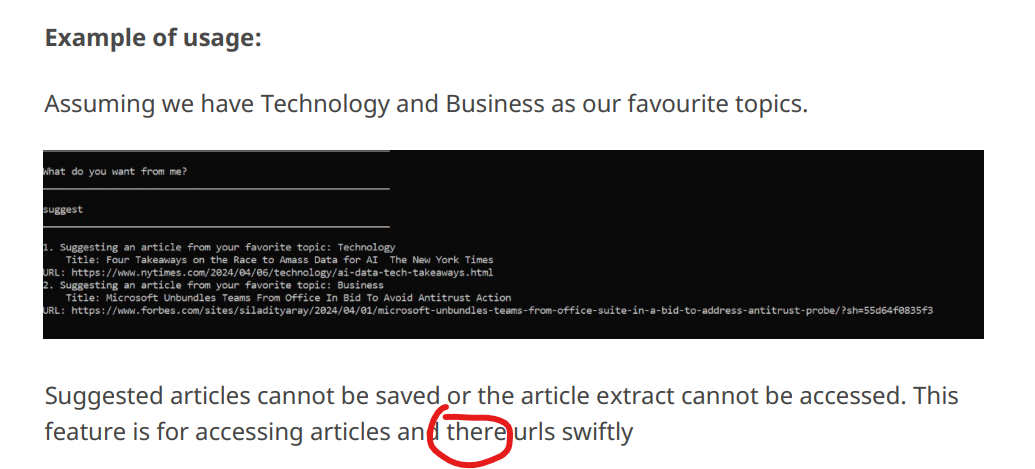 Example of usage:
Assuming we have Technology and Business as our favourite topics.
What do you want from me?
suggest
1. Suggesting an article from your favorite topic: Technology
Title: Four Takeaways on the Race to Amass Data for AI  The New York Times
URL: https://www.nytimes.com/2024/04/06/technology/ai-data-tech-takeaways.html
2. Suggesting an article from your favorite topic: Business
Title: Microsoft Unbundles Teams From Office In Bid To Avoid Antitrust Action
URL: https://www.forbes.com/sites/siladityaray/2024/04/01/microsoft-unbundles-teams-from-office-suite-in-a-bid-to-address-antitrust-probe/?sh=55d64f0835f3
Suggested articles cannot be saved or the article extract cannot be accessed. This
feature is for accessing articles and there urls swiftly